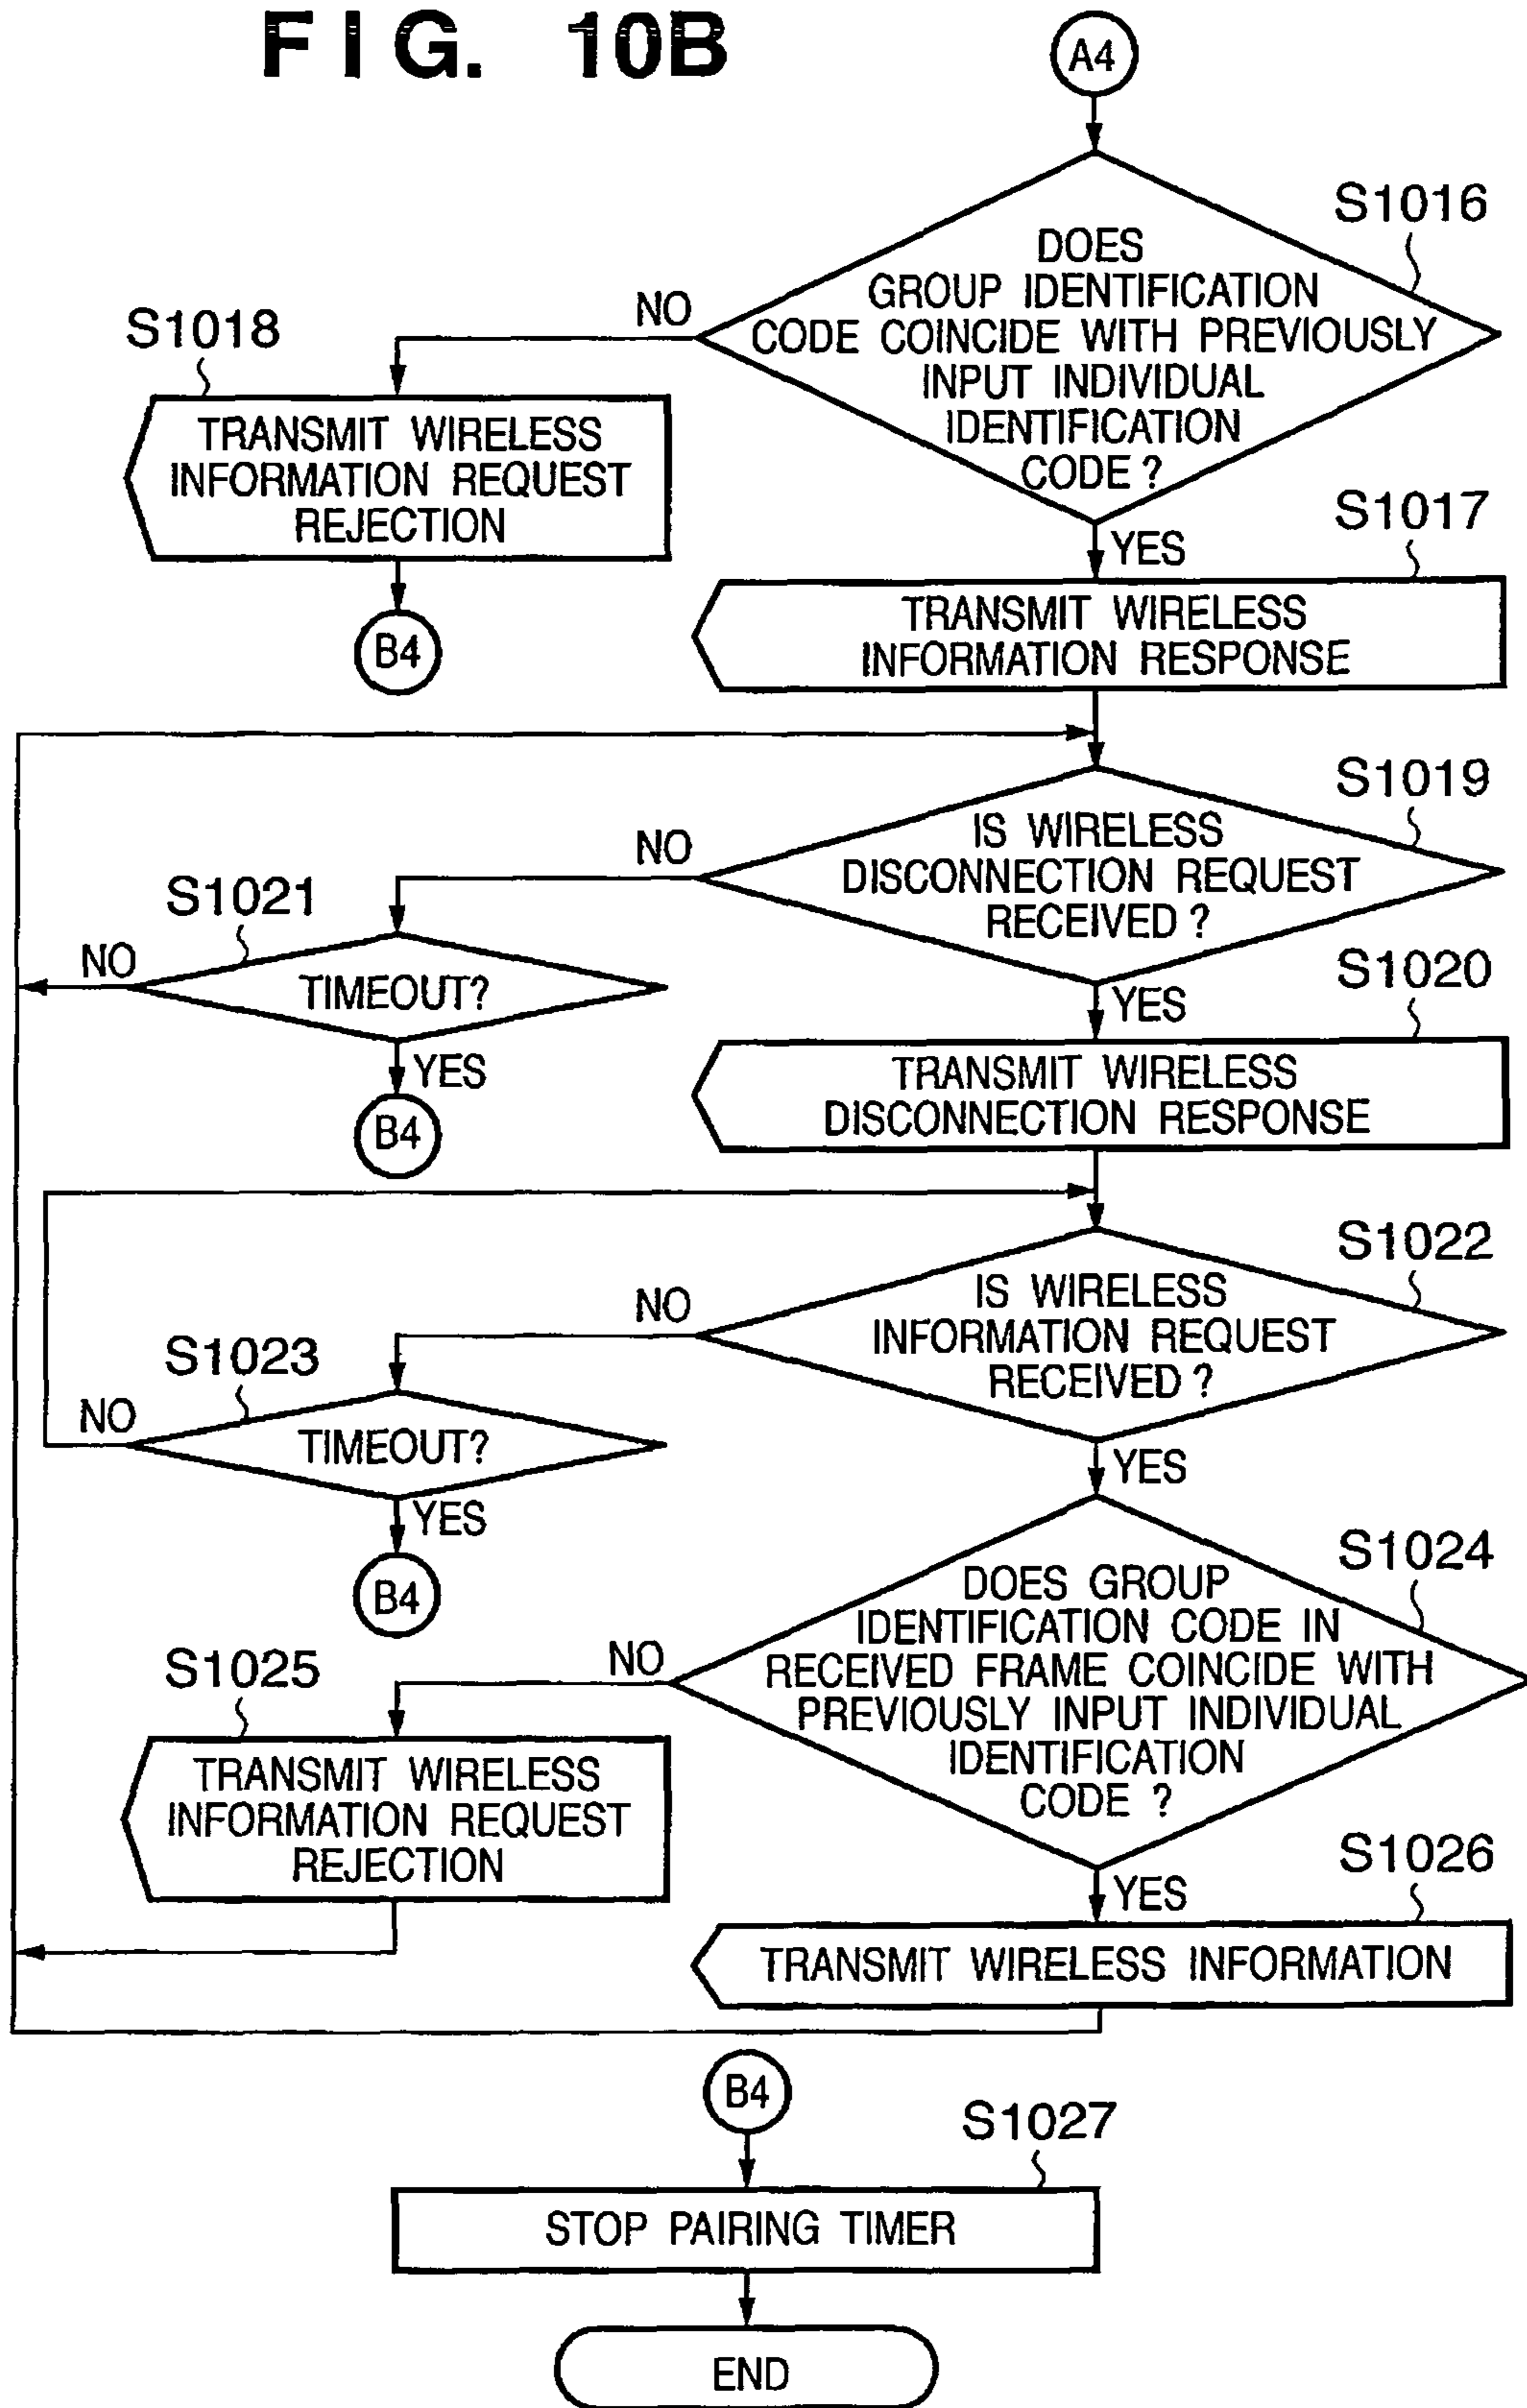 FIG. 10B
A4
S1016
DOES
GROUP IDENTIFICATION
CODE COINCIDE WITH PREVIOUSLY
INPUT INDIVIDUAL
IDENTIFICATION
CODE ?
NO
S1018
TRANSMIT WIRELESS
INFORMATION REQUEST
REJECTION
B4
YES
S1017
TRANSMIT WIRELESS
INFORMATION RESPONSE
S1019
IS WIRELESS
DISCONNECTION REQUEST
RECEIVED ?
NO
S1021
NO
TIMEOUT?
YES
B4
YES
S1020
TRANSMIT WIRELESS
DISCONNECTION RESPONSE
S1022
IS WIRELESS
INFORMATION REQUEST
RECEIVED ?
NO
S1023
NO
TIMEOUT?
YES
B4
YES
S1024
DOES GROUP
IDENTIFICATION CODE IN
RECEIVED FRAME COINCIDE WITH
PREVIOUSLY INPUT INDIVIDUAL
IDENTIFICATION
CODE ?
NO
S1025
TRANSMIT WIRELESS
INFORMATION REQUEST
REJECTION
YES
S1026
TRANSMIT WIRELESS INFORMATION
B4
S1027
STOP PAIRING TIMER
END